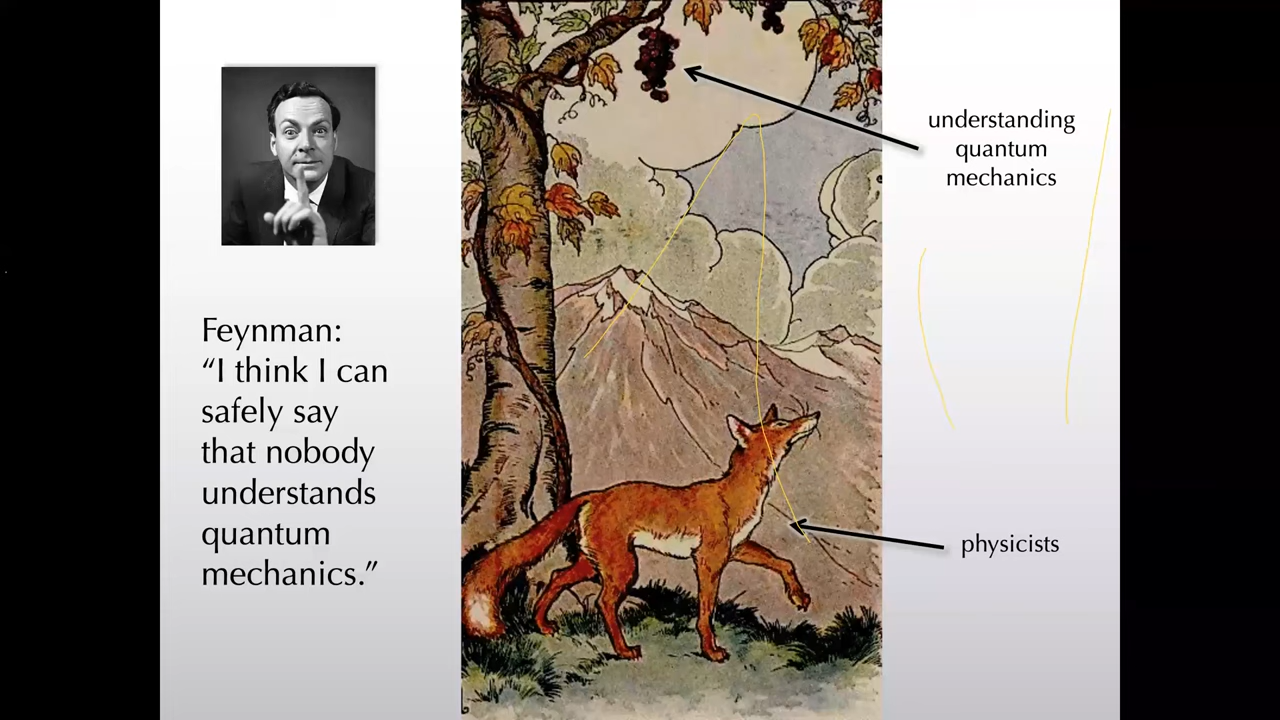 Feynman:
“I think I can
safely say
that nobody
understands
quantum
mechanics.”
understanding
quantum
mechanics
physicists